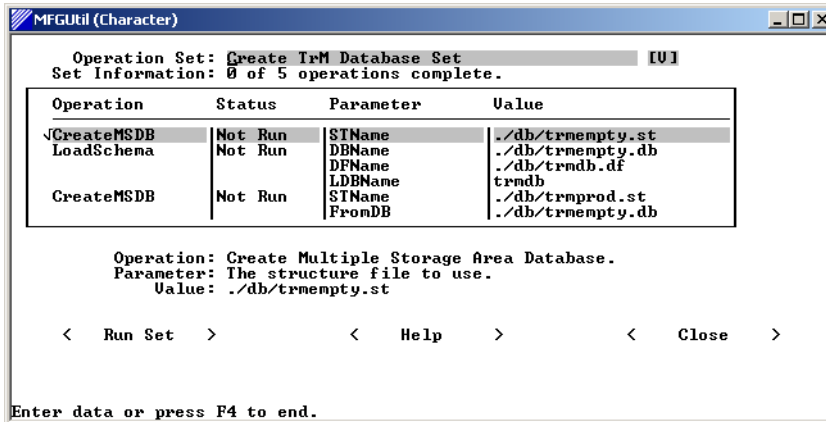 MFGUtil (Character)
Operation Set: Create TrM Database Set [V]
Set Information: 0 of 5 operations complete.
Operation Status Parameter Value
√CreateMSDB Not Run STName ./db/trmempty.st
LoadSchema Not Run DBName ./db/trmempty.db
DFName ./db/trmdb.df
LDBName trmdb
CreateMSDB Not Run STName ./db/trmprod.st
FromDB ./db/trmempty.db
Operation: Create Multiple Storage Area Database.
Parameter: The structure file to use.
Value: ./db/trmempty.st
< Run Set > < Help > < Close >
Enter data or press F4 to end.